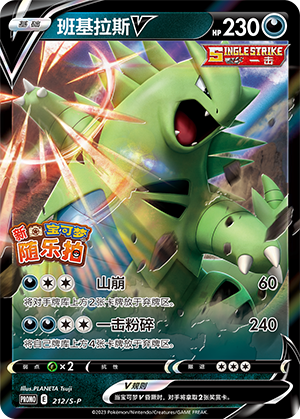 基础
班基拉斯V
HP 230
SINGLE STRIKE
一击
新宝可梦
随乐拍
山崩 60
将对手牌库上方2张卡牌放于弃牌区。
一击粉碎 240
将自己牌库上方4张卡牌放于弃牌区。
弱点 ×2 抗性 撤退
V规则
当宝可梦V昏厥时，对手将拿取2张奖赏卡。
Illus.PLANETA Tsuji
PROMO C 212/S-P
©2023 Pokémon/Nintendo/Creatures/GAME FREAK.